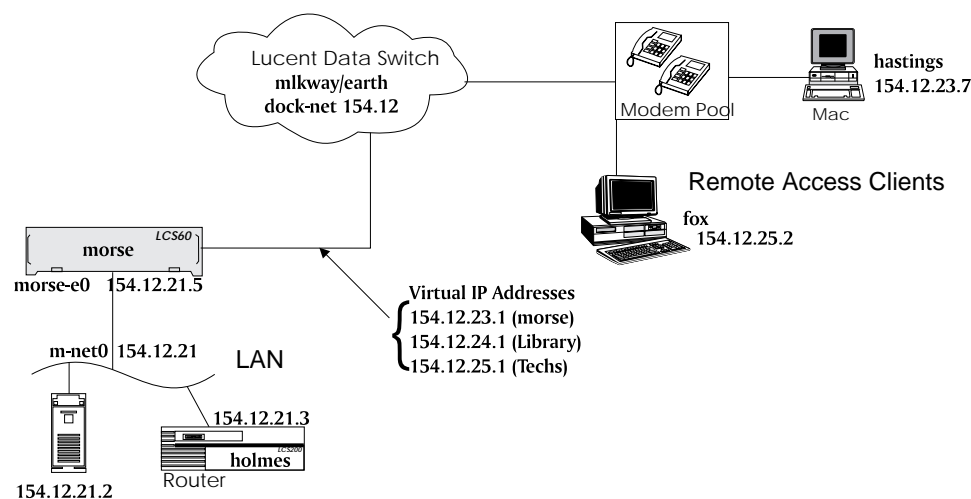 Lucent Data Switch
mlkway/earth
dock-net 154.12
Modem Pool
hastings
154.12.23.7
Mac
Remote Access Clients
fox
154.12.25.2
LCS60
morse
morse-e0 154.12.21.5
Virtual IP Addresses
154.12.23.1 (morse)
154.12.24.1 (Library)
154.12.25.1 (Techs)
m-net0 154.12.21
LAN
154.12.21.3
LCS200
holmes
Router
154.12.21.2